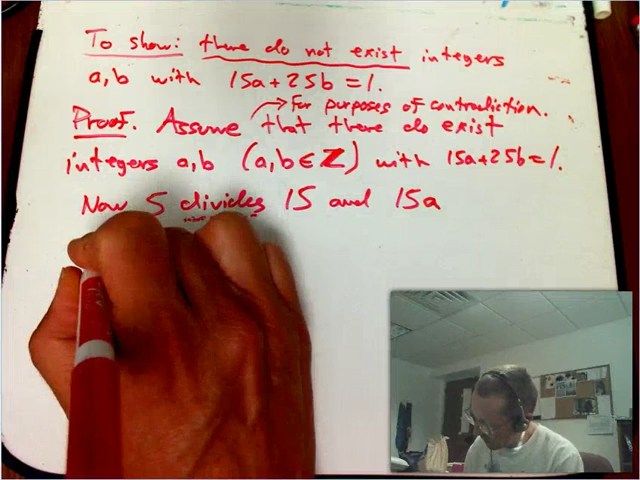 To show: there do not exist integers
a,b with 15a+25b=1.
For purposes of contradiction.
Proof. Assume that there do exist
integers a,b (a,b∈Z) with 15a+25b=1.
Now 5 divides 15 and 15a